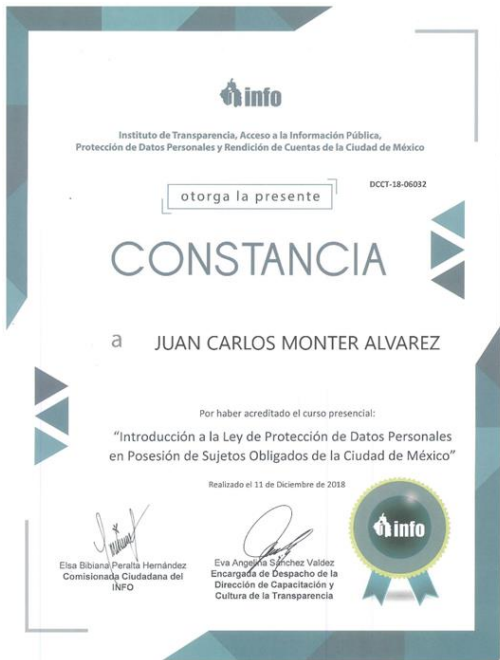 info
Instituto de Transparencia, Acceso a la Información Pública,
Protección de Datos Personales y Rendición de Cuentas de la Ciudad de México
DCCT-18-06032
otorga la presente
CONSTANCIA
a JUAN CARLOS MONTER ALVAREZ
Por haber acreditado el curso presencial:
“Introducción a la Ley de Protección de Datos Personales
en Posesión de Sujetos Obligados de la Ciudad de México”
Realizado el 11 de Diciembre de 2018
info
Elsa Bibiana Peralta Hernández
Comisionada Ciudadana del
INFO
Eva Angelina Sánchez Valdez
Encargada de Despacho de la
Dirección de Capacitación y
Cultura de la Transparencia